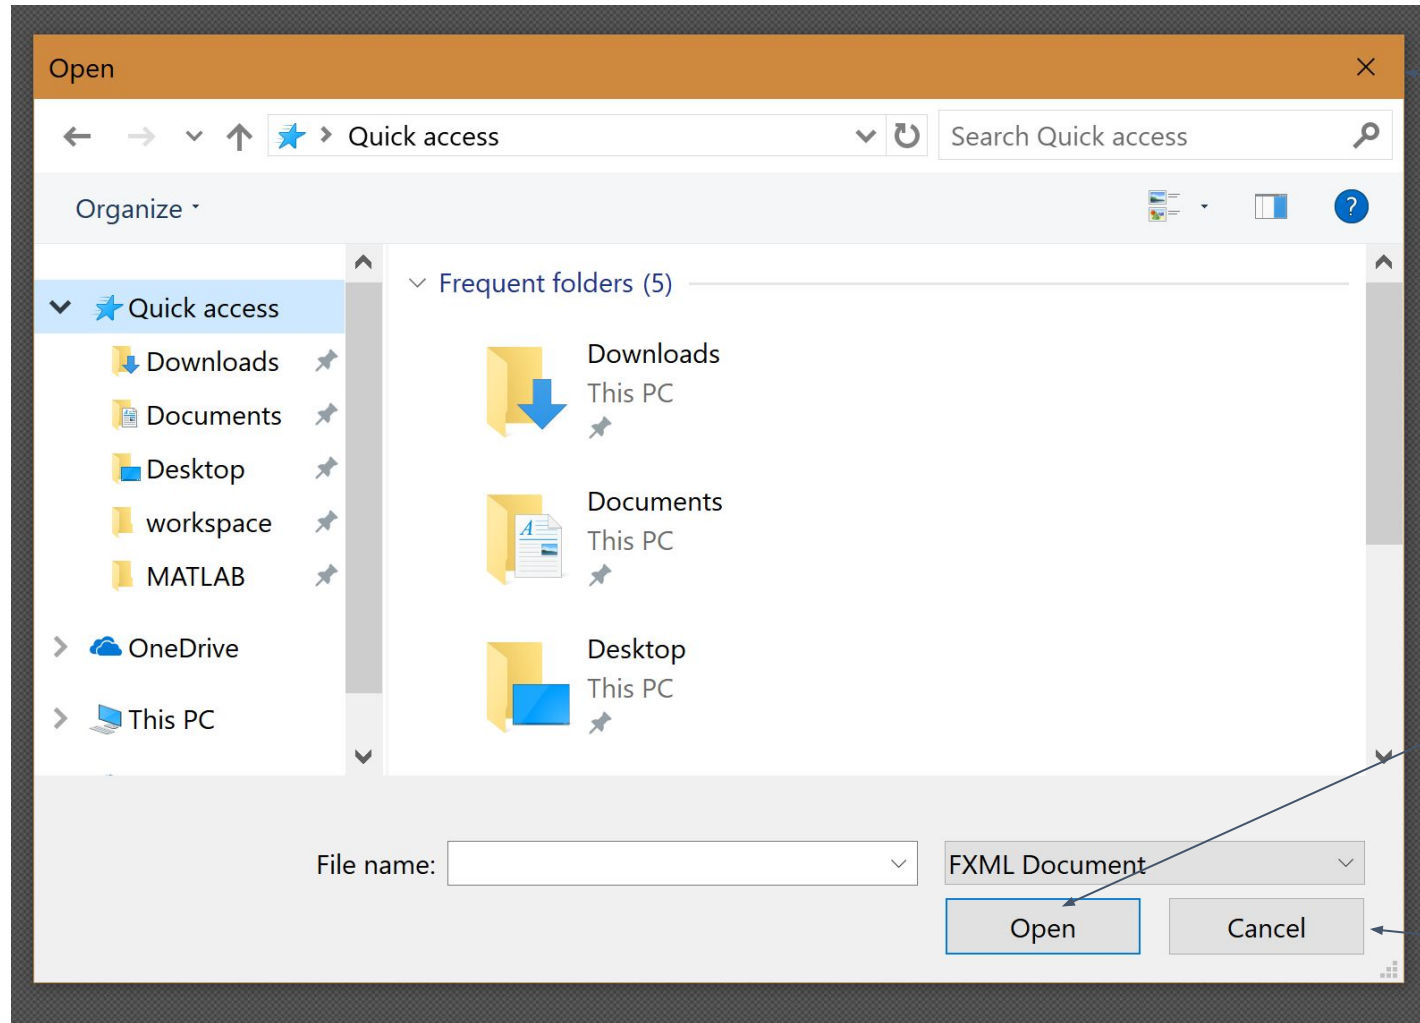 Open
Quick access
Search Quick access
Organize
?
Quick access
Downloads
Documents
Desktop
workspace
MATLAB
OneDrive
This PC
Frequent folders (5)
Downloads
This PC
Documents
This PC
Desktop
This PC
File name:
FXML Document
Open
Cancel